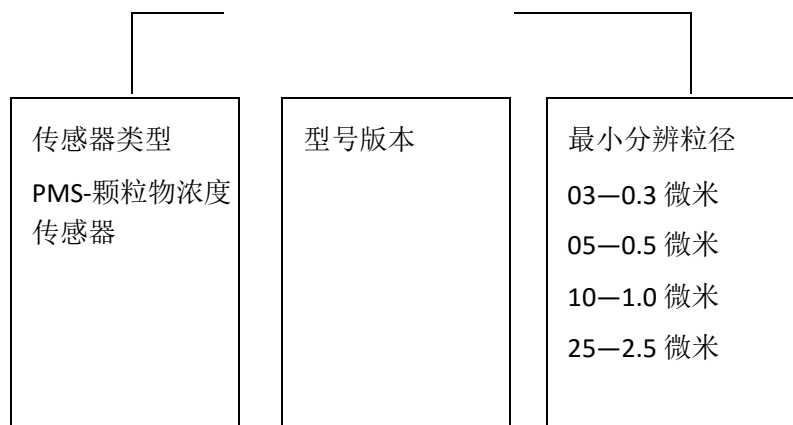 传感器类型
PMS-颗粒物浓度
传感器
型号版本
最小分辨粒径
03—0.3 微米
05—0.5 微米
10—1.0 微米
25—2.5 微米